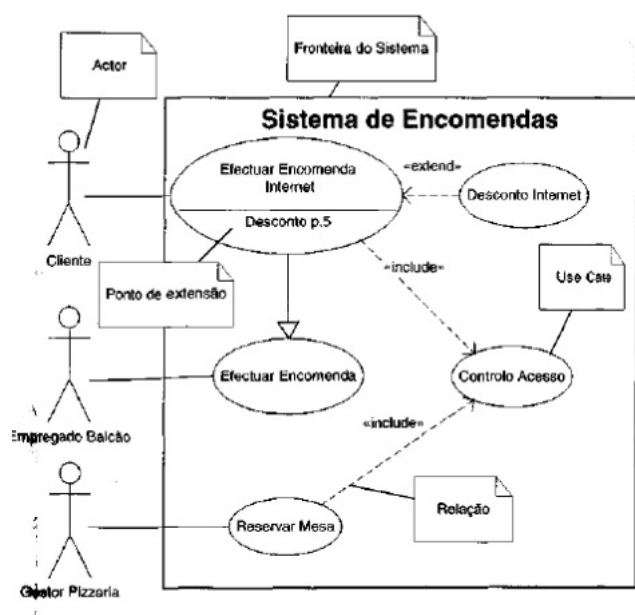 Fronteira do Sistema
Actor
Sistema de Encomendas
Efectuar Encomenda
Internet
«extend»
Desconto Internet
Desconto p.5
Cliente
«include»
Use Case
Ponto de extensão
Efectuar Encomenda
Controlo Acesso
Empregado Balcão
«include»
Relação
Reservar Mesa
Gestor Pizzaria